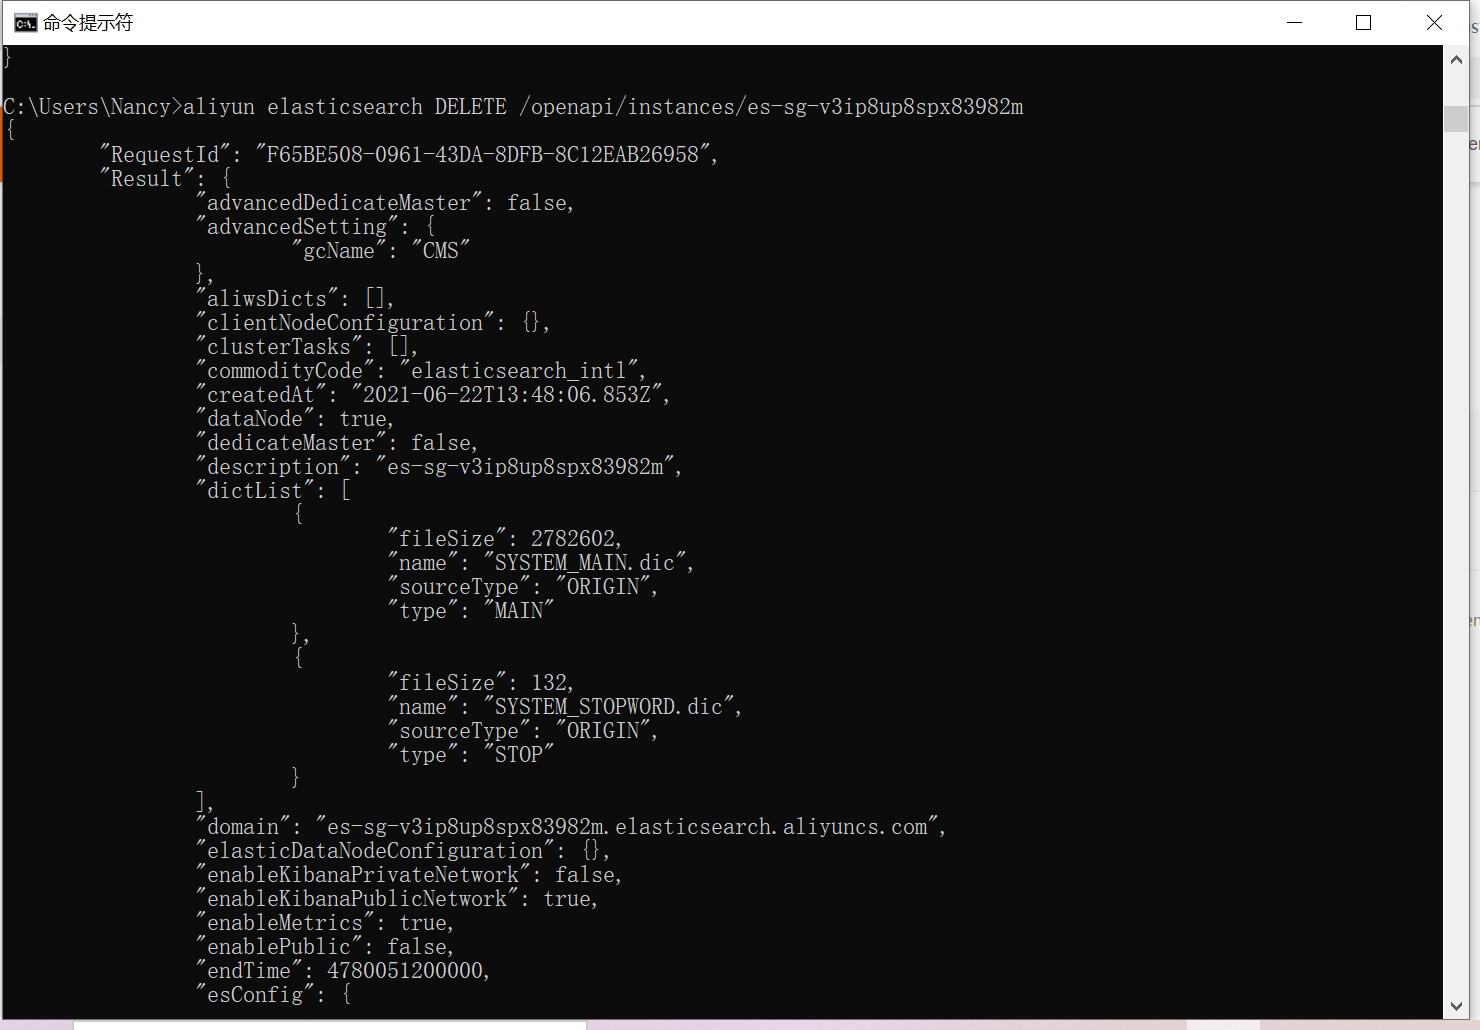 命令提示符
}
C:\Users\Nancy>aliyun elasticsearch DELETE /openapi/instances/es-sg-v3ip8up8spx83982m
{
"RequestId": "F65BE508-0961-43DA-8DFB-8C12EAB26958",
"Result": {
"advancedDedicateMaster": false,
"advancedSetting": {
"gcName": "CMS"
},
"aliwsDicts": [],
"clientNodeConfiguration": {},
"clusterTasks": [],
"commodityCode": "elasticsearch_intl",
"createdAt": "2021-06-22T13:48:06.853Z",
"dataNode": true,
"dedicateMaster": false,
"description": "es-sg-v3ip8up8spx83982m",
"dictList": [
{
"fileSize": 2782602,
"name": "SYSTEM_MAIN.dic",
"sourceType": "ORIGIN",
"type": "MAIN"
},
{
"fileSize": 132,
"name": "SYSTEM_STOPWORD.dic",
"sourceType": "ORIGIN",
"type": "STOP"
}
],
"domain": "es-sg-v3ip8up8spx83982m.elasticsearch.aliyuncs.com",
"elasticDataNodeConfiguration": {},
"enableKibanaPrivateNetwork": false,
"enableKibanaPublicNetwork": true,
"enableMetrics": true,
"enablePublic": false,
"endTime": 4780051200000,
"esConfig": {